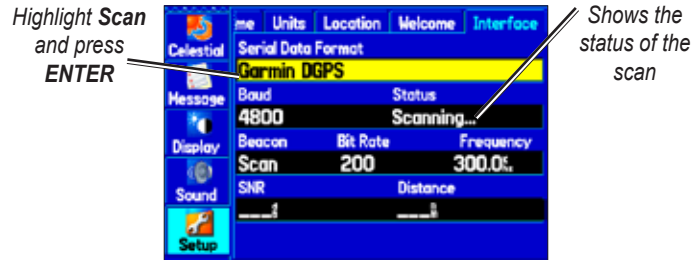 Highlight Scan
and press
ENTER
Shows the
status of the
scan
me Units Location Welcome Interface
Celestial
Message
Display
Sound
Setup
Serial Data Format
Garmin DGPS
Baud Status
4800 Scanning...
Beacon Bit Rate Frequency
Scan 200 300.0
SNR Distance